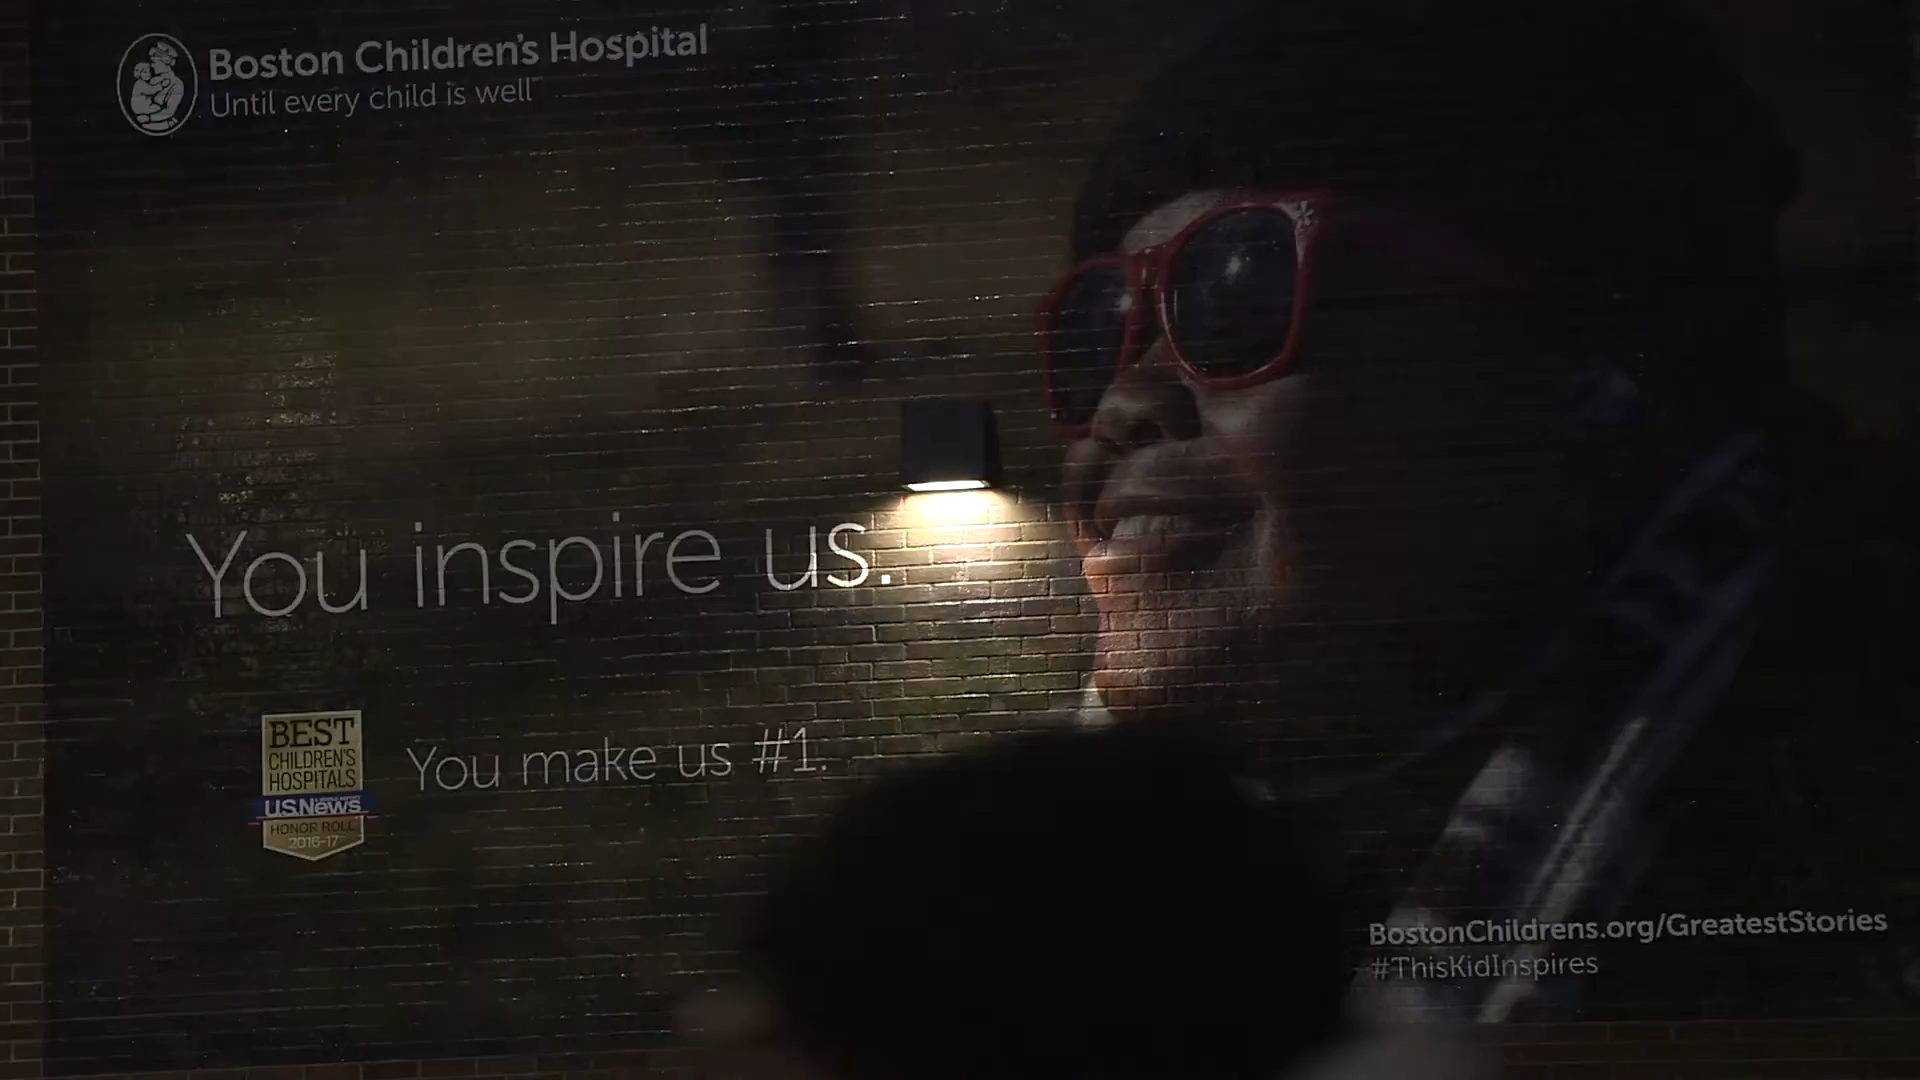 Boston Children's Hospital
Until every child is well
You inspire us.
BEST
CHILDREN'S
HOSPITALS
U.S.News
HONOR ROLL
2016-17
You make us #1.
BostonChildrens.org/GreatestStories
#ThisKidInspires